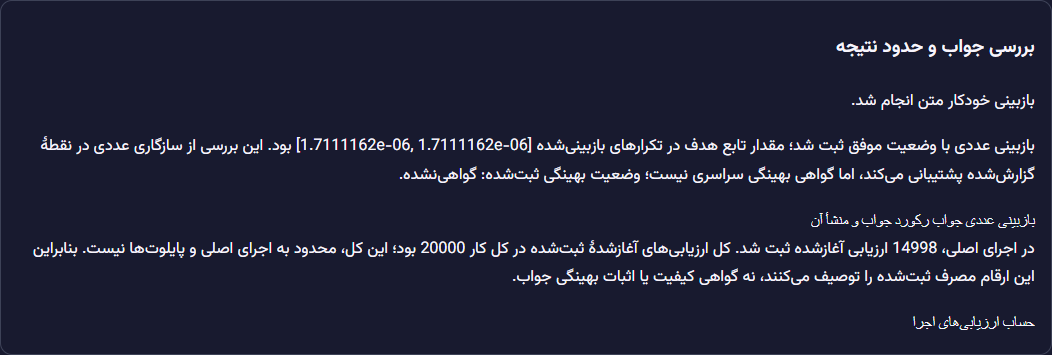 بررسی جواب و حدود نتیجه
بازبینی خودکار متن انجام شد.
بازبینی عددی با وضعیت موفق ثبت شد؛ مقدار تابع هدف در تکرارهای بازبینی‌شده [1.7111162e-06, 1.7111162e-06] بود. این بررسی از سازگاری عددی در نقطهٔ
گزارش‌شده پشتیبانی می‌کند، اما گواهی بهینگی سراسری نیست؛ وضعیت بهینگی ثبت‌شده: گواهی‌نشده.
بازبینی عددی جواب رکورد جواب و منشأ آن
در اجرای اصلی، 14998 ارزیابی آغازشده ثبت شد. کل ارزیابی‌های آغازشدهٔ ثبت‌شده در کل کار 20000 بود؛ این کل، محدود به اجرای اصلی و پایلوت‌ها نیست. بنابراین
این ارقام مصرف ثبت‌شده را توصیف می‌کنند، نه گواهی کیفیت یا اثبات بهینگی جواب.
حساب ارزیابی‌های اجرا